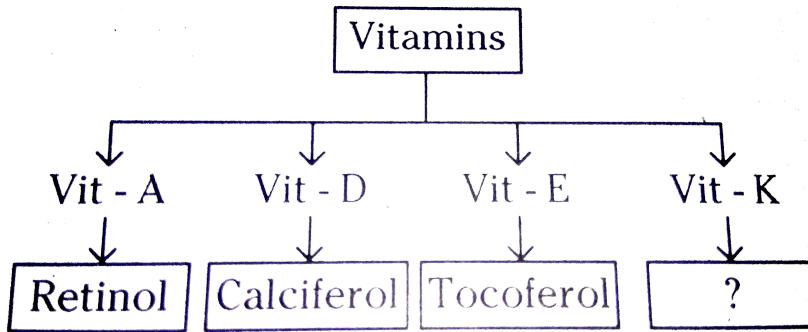 Vitamins
Vit - A Vit - D Vit - E Vit - K
Retinol Calciferol Tocoferol ?